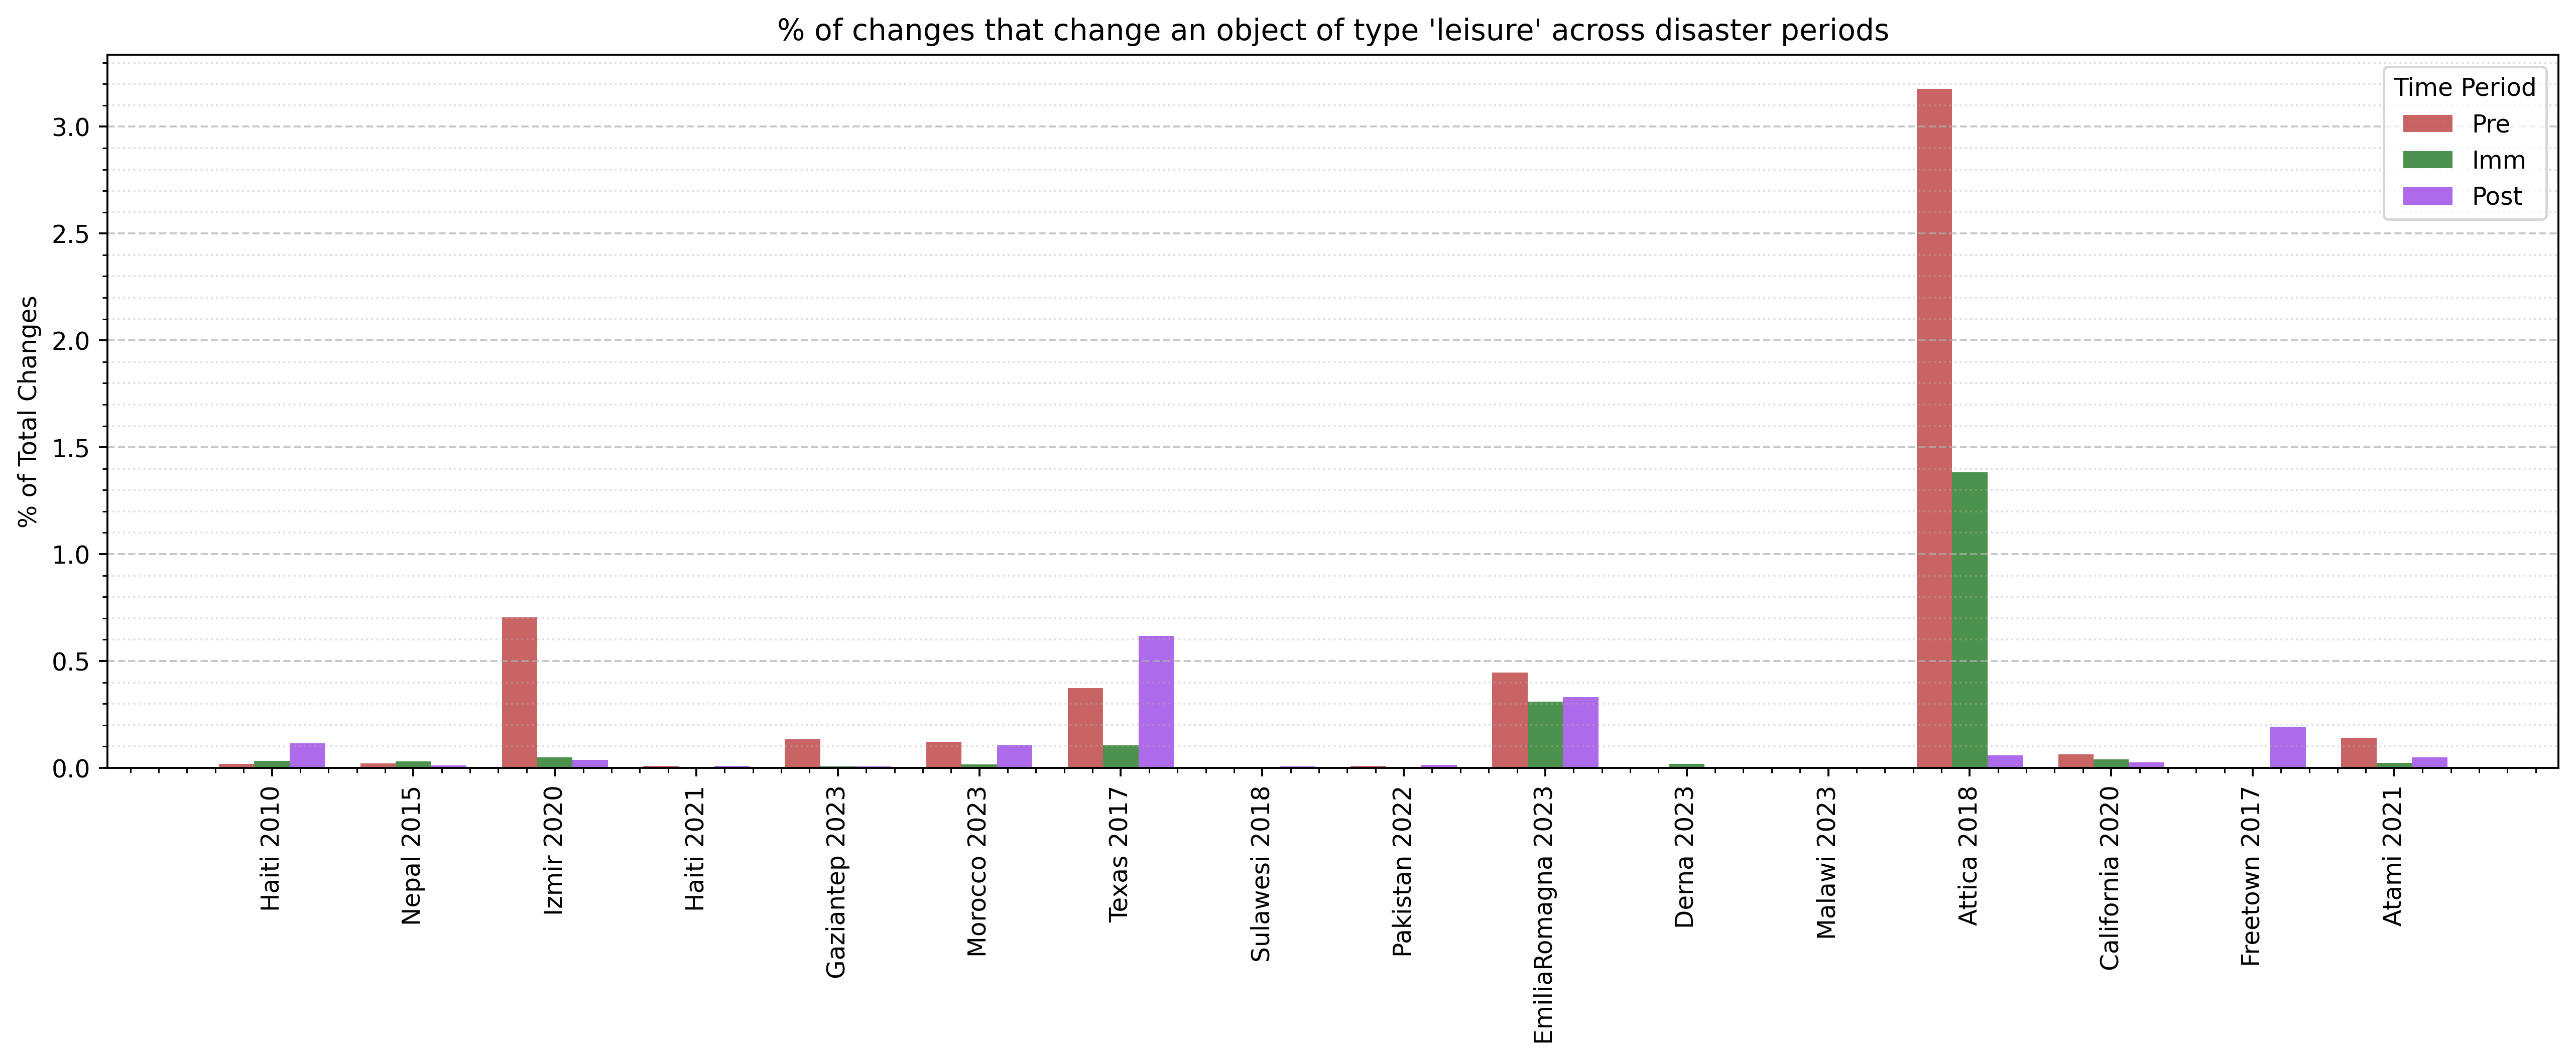 % of changes that change an object of type 'leisure' across disaster periods
% of Total Changes
3.0
2.5
2.0
1.5
1.0
0.5
0.0
Time Period
Pre
Imm
Post
Haiti 2010
Nepal 2015
Izmir 2020
Haiti 2021
Gaziantep 2023
Morocco 2023
Texas 2017
Sulawesi 2018
Pakistan 2022
EmiliaRomagna 2023
Derna 2023
Malawi 2023
Attica 2018
California 2020
Freetown 2017
Atami 2021